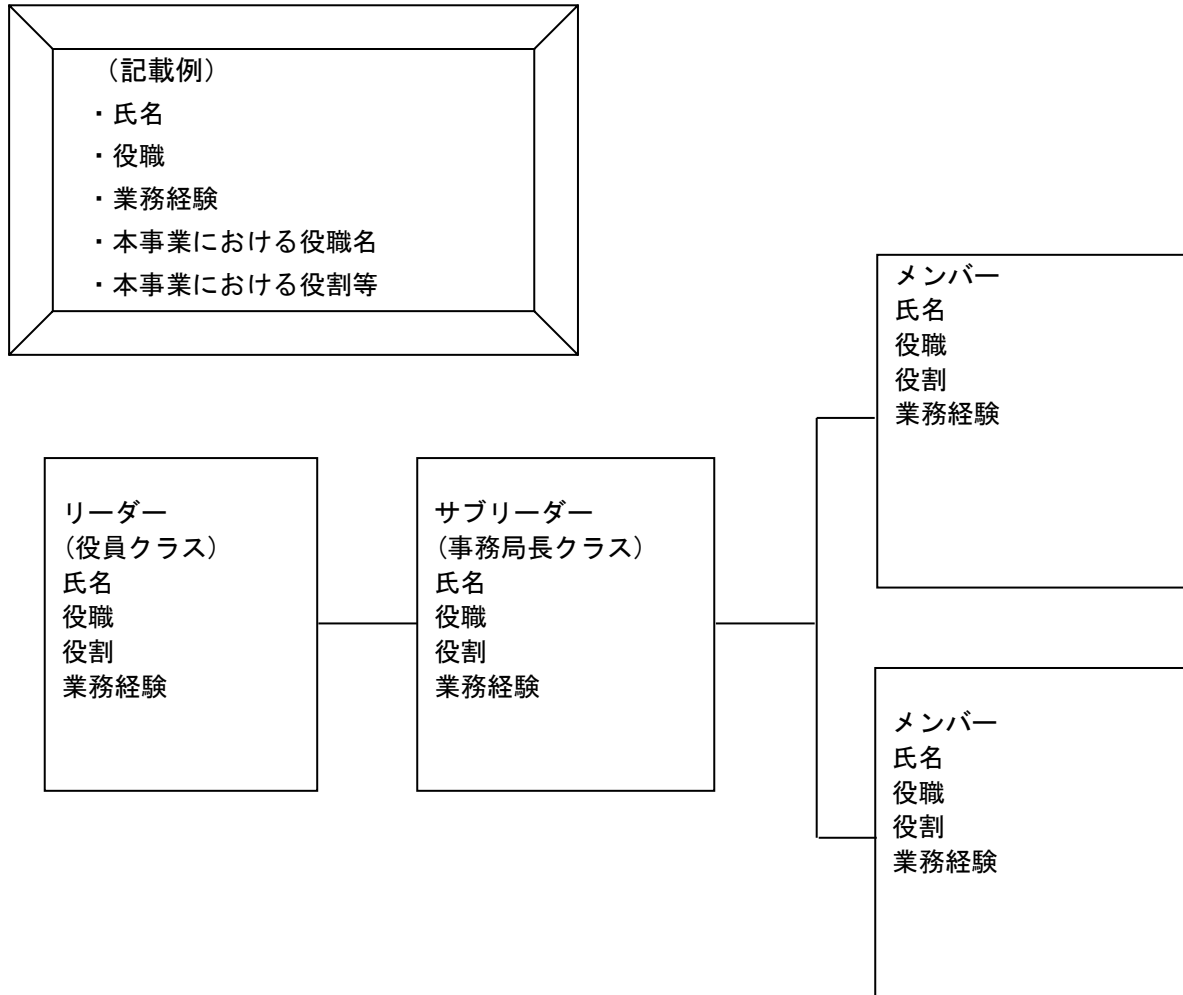 （記載例）
・氏名
・役職
・業務経験
・本事業における役職名
・本事業における役割等
リーダー
（役員クラス）
氏名
役職
役割
業務経験
サブリーダー
（事務局長クラス）
氏名
役職
役割
業務経験
メンバー
氏名
役職
役割
業務経験
メンバー
氏名
役職
役割
業務経験